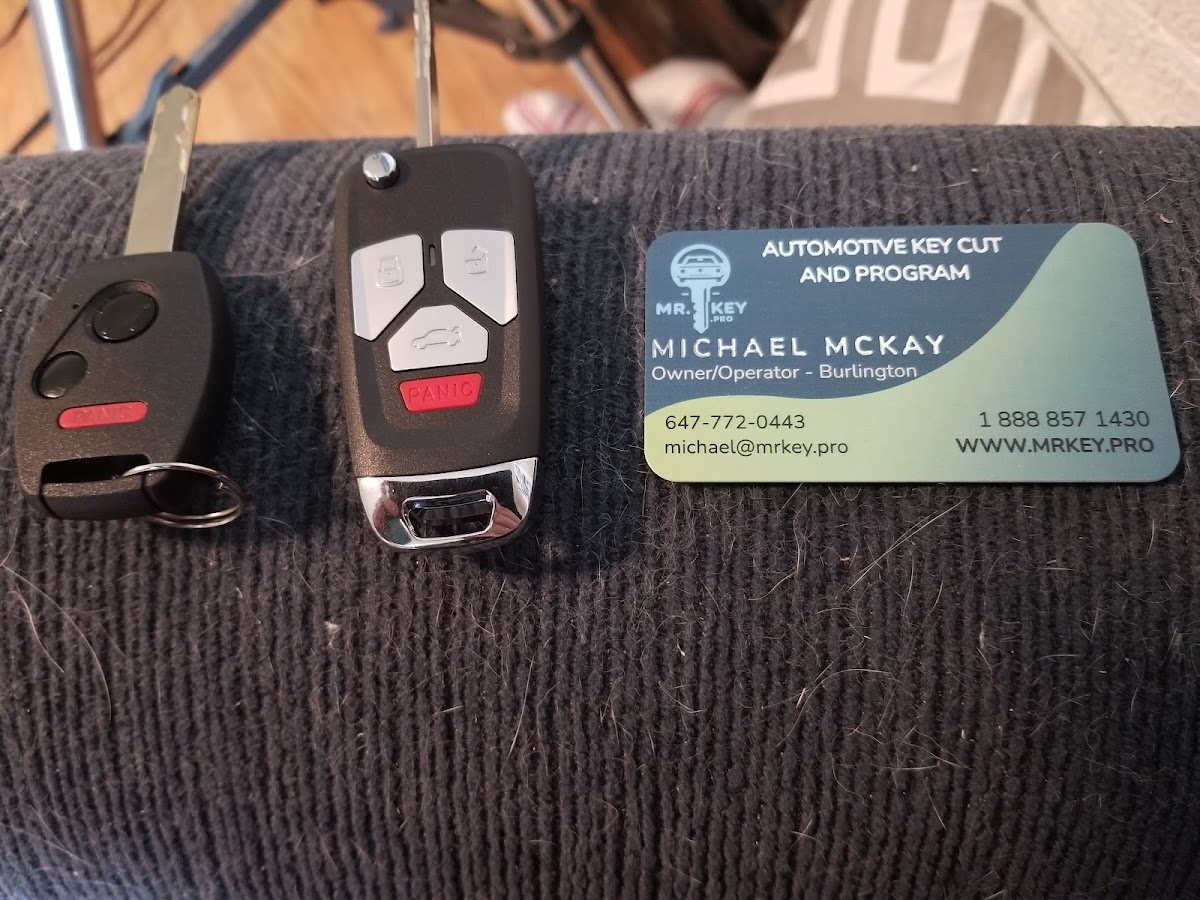 PANIC
PANIC
AUTOMOTIVE KEY CUT
AND PROGRAM
MR. KEY
.PRO
MICHAEL MCKAY
Owner/Operator - Burlington
647-772-0443
michael@mrkey.pro
1 888 857 1430
WWW.MRKEY.PRO